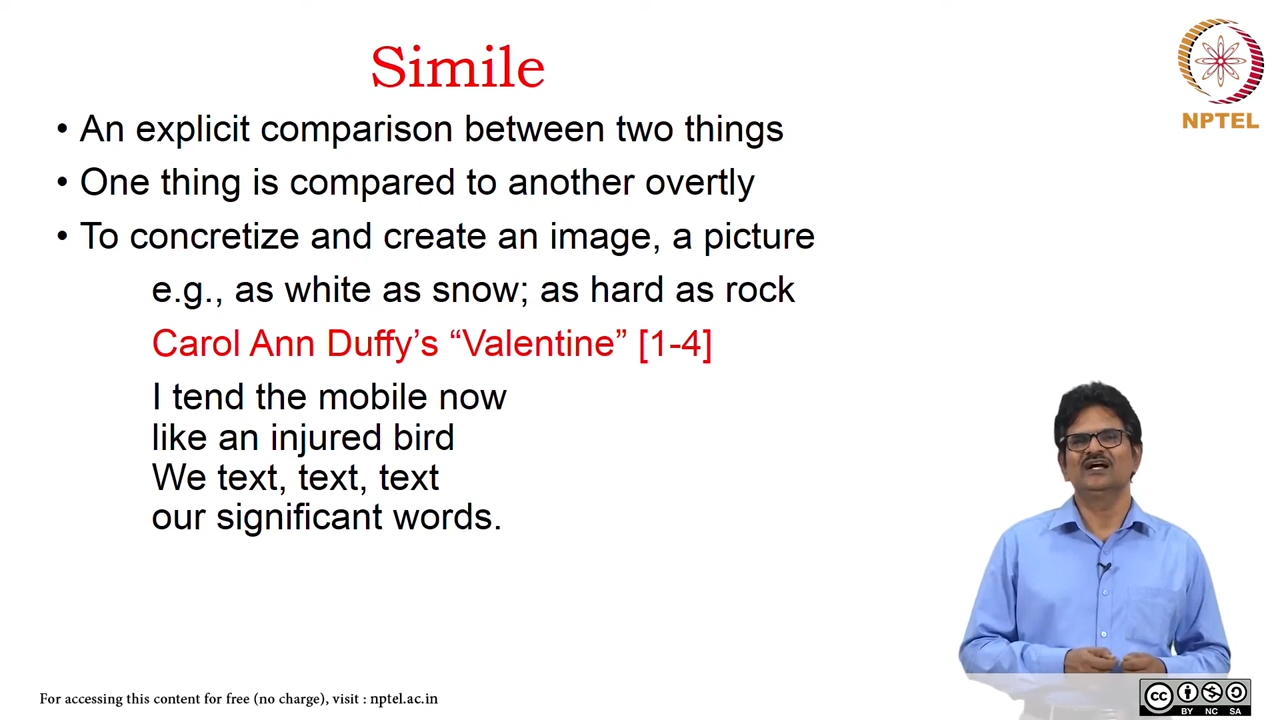 Simile
NPTEL
• An explicit comparison between two things
• One thing is compared to another overtly
• To concretize and create an image, a picture
e.g., as white as snow; as hard as rock
Carol Ann Duffy’s “Valentine” [1-4]
I tend the mobile now
like an injured bird
We text, text, text
our significant words.
For accessing this content for free (no charge), visit : nptel.ac.in
CC BY NC SA